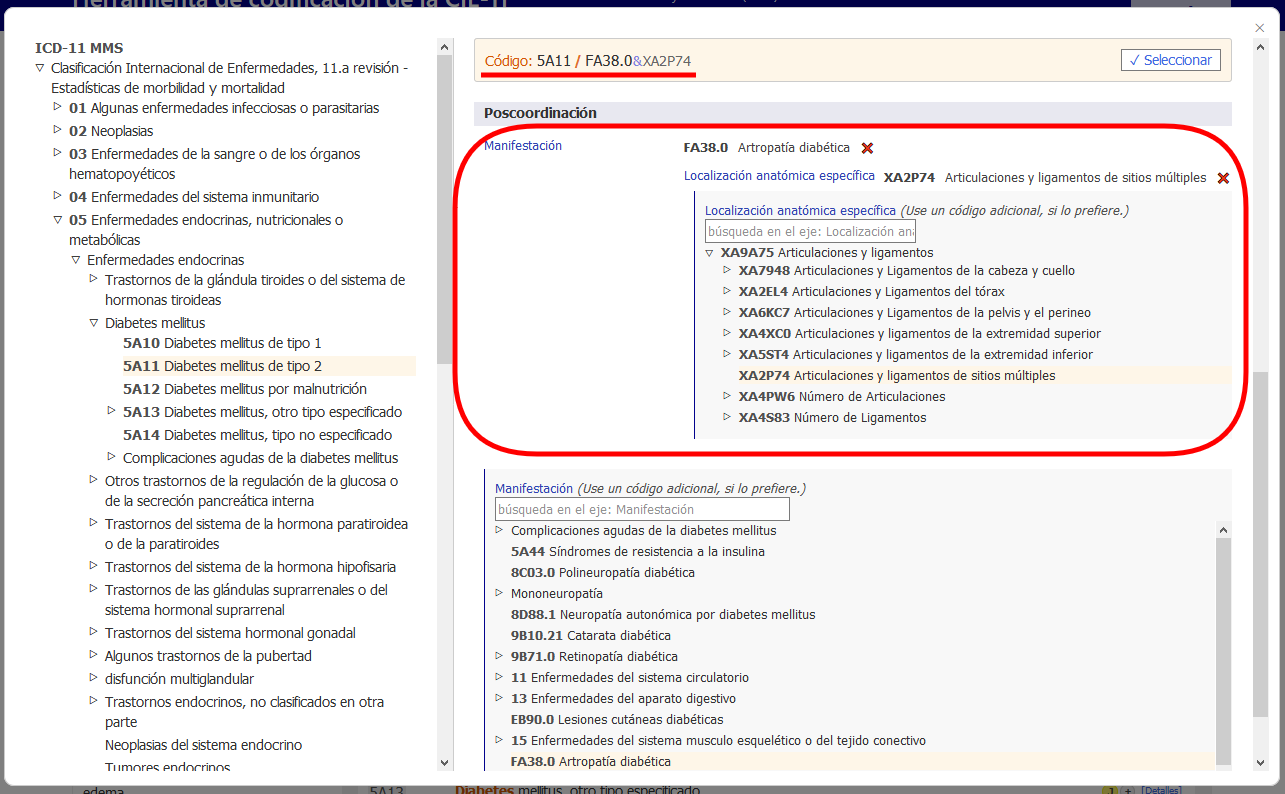 Herramienta de codificación de la CIE-11
×
ICD-11 MMS
Clasificación Internacional de Enfermedades, 11.a revisión -
Estadísticas de morbilidad y mortalidad
01 Algunas enfermedades infecciosas o parasitarias
02 Neoplasias
03 Enfermedades de la sangre o de los órganos
hematopoyéticos
04 Enfermedades del sistema inmunitario
05 Enfermedades endocrinas, nutricionales o
metabólicas
Enfermedades endocrinas
Trastornos de la glándula tiroides o del sistema de
hormonas tiroideas
Diabetes mellitus
5A10 Diabetes mellitus de tipo 1
5A11 Diabetes mellitus de tipo 2
5A12 Diabetes mellitus por malnutrición
5A13 Diabetes mellitus, otro tipo especificado
5A14 Diabetes mellitus, tipo no especificado
Complicaciones agudas de la diabetes mellitus
Otros trastornos de la regulación de la glucosa o
de la secreción pancreática interna
Trastornos del sistema de la hormona paratiroidea
o de la paratiroides
Trastornos del sistema de la hormona hipofisaria
Trastornos de las glándulas suprarrenales o del
sistema hormonal suprarrenal
Trastornos del sistema hormonal gonadal
Algunos trastornos de la pubertad
disfunción multiglandular
Trastornos endocrinos, no clasificados en otra
parte
Neoplasias del sistema endocrino
Tumores endocrinos
Código: 5A11 / FA38.0&XA2P74
✓ Seleccionar
Poscoordinación
Manifestación
FA38.0 Artropatía diabética
Localización anatómica específica XA2P74 Articulaciones y ligamentos de sitios múltiples
Localización anatómica específica (Use un código adicional, si lo prefiere.)
búsqueda en el eje: Localización ana
XA9A75 Articulaciones y ligamentos
XA7948 Articulaciones y Ligamentos de la cabeza y cuello
XA2EL4 Articulaciones y Ligamentos del tórax
XA6KC7 Articulaciones y Ligamentos de la pelvis y el perineo
XA4XC0 Articulaciones y ligamentos de la extremidad superior
XA5ST4 Articulaciones y ligamentos de la extremidad inferior
XA2P74 Articulaciones y ligamentos de sitios múltiples
XA4PW6 Número de Articulaciones
XA4S83 Número de Ligamentos
Manifestación (Use un código adicional, si lo prefiere.)
búsqueda en el eje: Manifestación
Complicaciones agudas de la diabetes mellitus
5A44 Síndromes de resistencia a la insulina
8C03.0 Polineuropatía diabética
Mononeuropatía
8D88.1 Neuropatía autonómica por diabetes mellitus
9B10.21 Catarata diabética
9B71.0 Retinopatía diabética
11 Enfermedades del sistema circulatorio
13 Enfermedades del aparato digestivo
EB90.0 Lesiones cutáneas diabéticas
15 Enfermedades del sistema musculo esquelético o del tejido conectivo
FA38.0 Artropatía diabética
edema
5A13 Diabetes mellitus, otro tipo especificado
[Detalles]